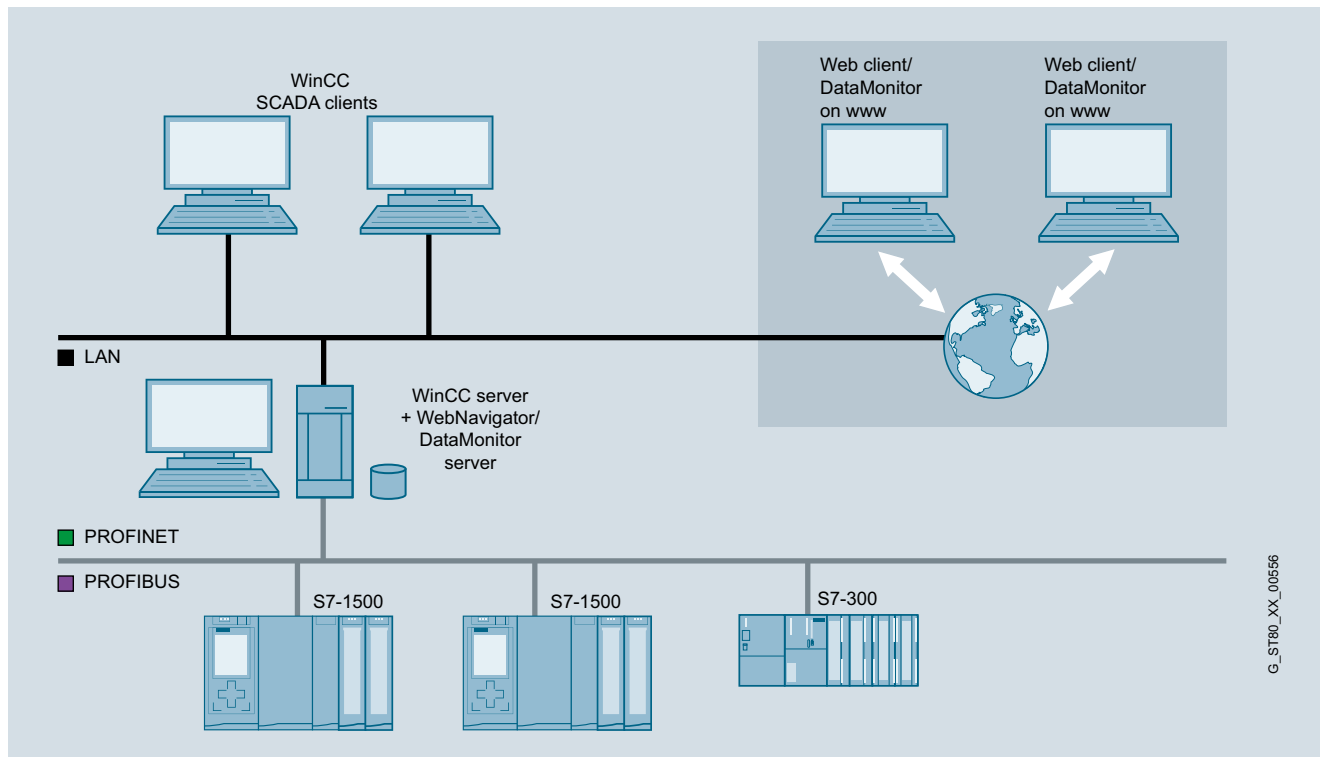 WinCC
SCADA clients
Web client/
DataMonitor
on www
Web client/
DataMonitor
on www
LAN
WinCC server
+ WebNavigator/
DataMonitor
server
PROFINET
PROFIBUS
S7-1500
S7-1500
S7-300
G_ST80_XX_00556